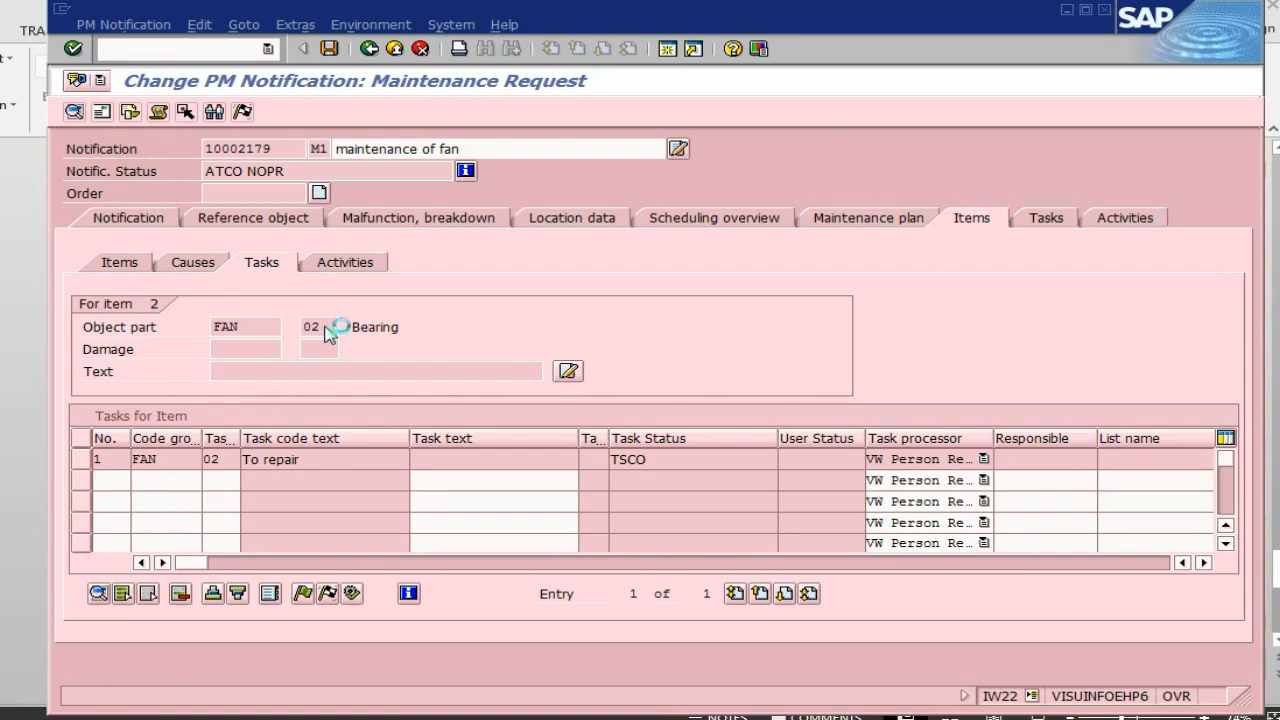 PM Notification Edit Goto Extras Environment System Help
SAP
TRA
Change PM Notification: Maintenance Request
Notification 10002179 M1 maintenance of fan
Notific. Status ATCO NOPR
Order
Notification Reference object Malfunction, breakdown Location data Scheduling overview Maintenance plan Items Tasks Activities
Items Causes Tasks Activities
For item 2
Object part FAN 02 Bearing
Damage
Text
Tasks for Item
No. Code gro... Tas... Task code text Task text Ta... Task Status User Status Task processor Responsible List name
1 FAN 02 To repair TSCO VW Person Re...
VW Person Re...
VW Person Re...
VW Person Re...
VW Person Re...
Entry 1 of 1
IW22 VISUINFOEHP6 OVR
NOTES COMMENTS